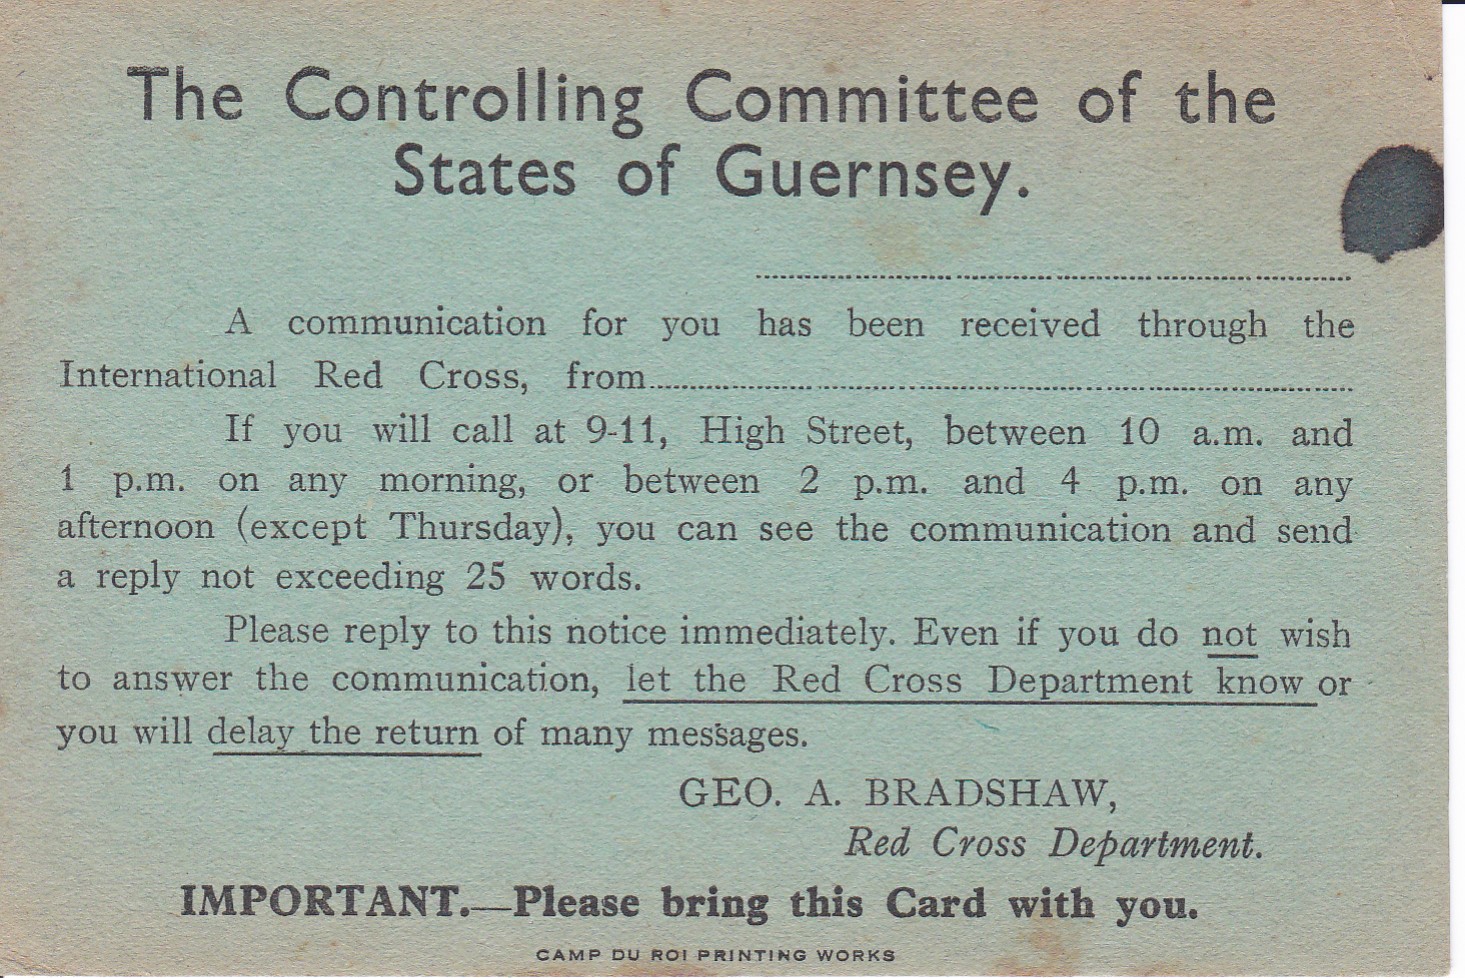 The Controlling Committee of the
States of Guernsey.
A communication for you has been received through the
International Red Cross, from
If you will call at 9-11, High Street, between 10 a.m. and
1 p.m. on any morning, or between 2 p.m. and 4 p.m. on any
afternoon (except Thursday), you can see the communication and send
a reply not exceeding 25 words.
Please reply to this notice immediately. Even if you do not wish
to answer the communication, let the Red Cross Department know or
you will delay the return of many messages.
GEO. A. BRADSHAW,
Red Cross Department.
IMPORTANT.—Please bring this Card with you.
CAMP DU ROI PRINTING WORKS